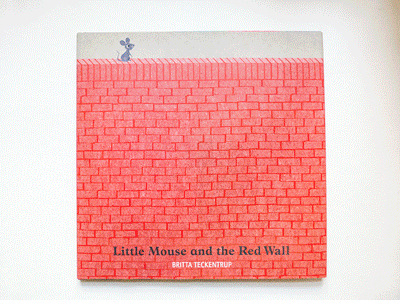 Little Mouse and the Red Wall
BRITTA TECKENTRUP